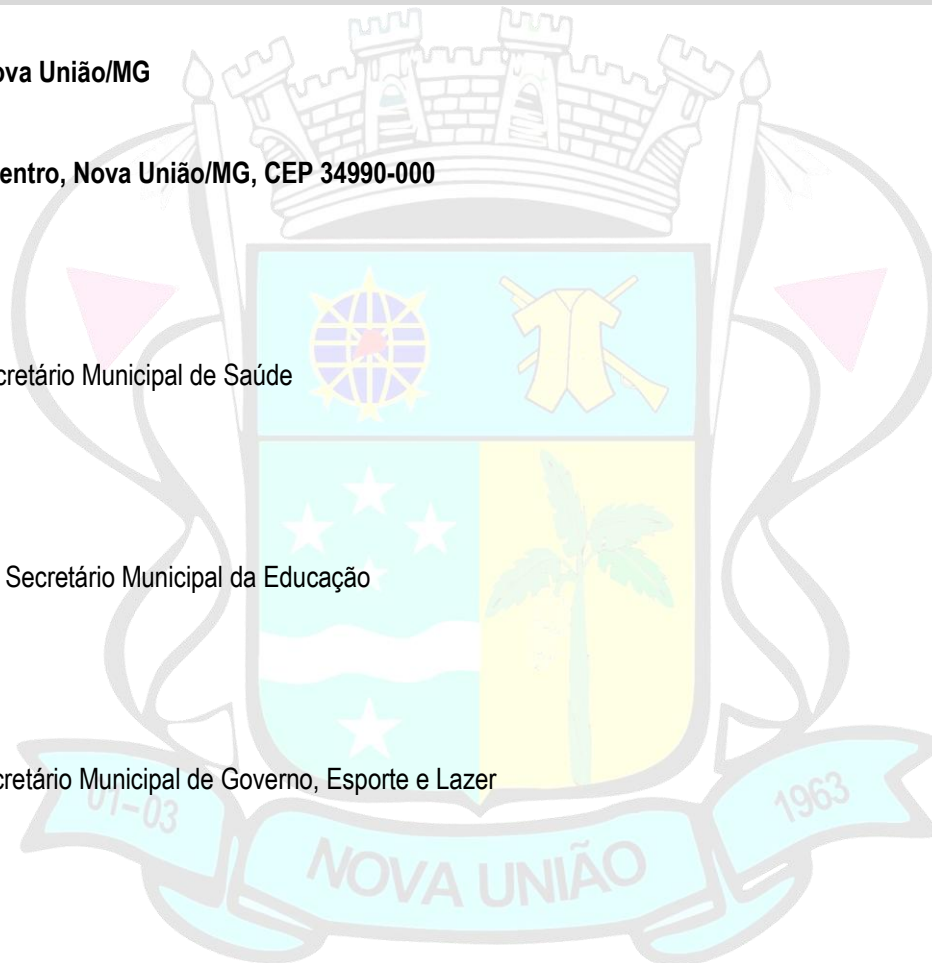 ova União/MG
entro, Nova União/MG, CEP 34990-000
cretário Municipal de Saúde
Secretário Municipal da Educação
cretário Municipal de Governo, Esporte e Lazer
01-03
1963
NOVA UNIÃO